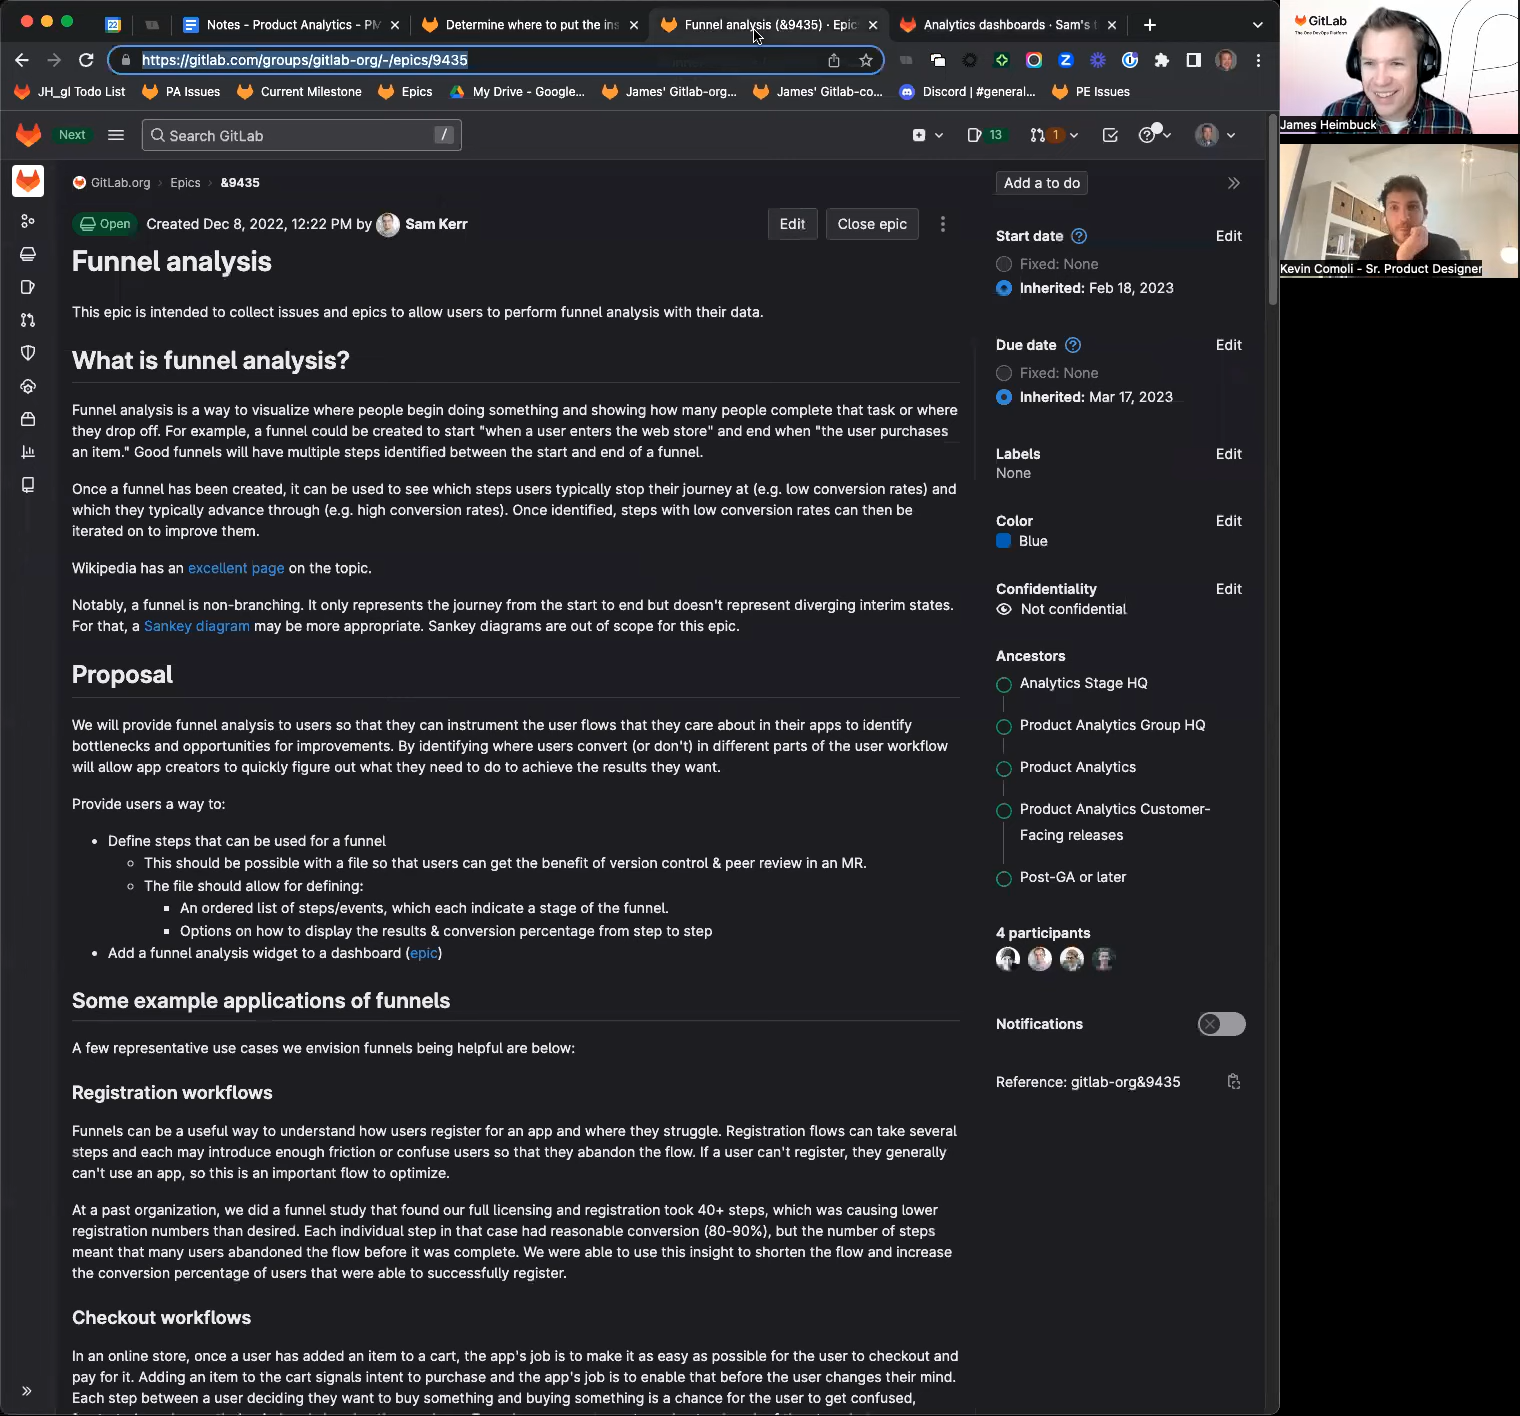 22
Notes - Product Analytics - PM
Determine where to put the ins
Funnel analysis (&9435) · Epic
Analytics dashboards · Sam's t
https://gitlab.com/groups/gitlab-org/-/epics/9435
JH_gl Todo List
PA Issues
Current Milestone
Epics
My Drive - Google...
James' Gitlab-org...
James' Gitlab-co...
Discord | #general...
PE Issues
Next
Search GitLab
/
13
1
GitLab.org › Epics › &9435
Open
Created Dec 8, 2022, 12:22 PM by Sam Kerr
Edit
Close epic
Funnel analysis
This epic is intended to collect issues and epics to allow users to perform funnel analysis with their data.
What is funnel analysis?
Funnel analysis is a way to visualize where people begin doing something and showing how many people complete that task or where
they drop off. For example, a funnel could be created to start "when a user enters the web store" and end when "the user purchases
an item." Good funnels will have multiple steps identified between the start and end of a funnel.
Once a funnel has been created, it can be used to see which steps users typically stop their journey at (e.g. low conversion rates) and
which they typically advance through (e.g. high conversion rates). Once identified, steps with low conversion rates can then be
iterated on to improve them.
Wikipedia has an excellent page on the topic.
Notably, a funnel is non-branching. It only represents the journey from the start to end but doesn't represent diverging interim states.
For that, a Sankey diagram may be more appropriate. Sankey diagrams are out of scope for this epic.
Proposal
We will provide funnel analysis to users so that they can instrument the user flows that they care about in their apps to identify
bottlenecks and opportunities for improvements. By identifying where users convert (or don't) in different parts of the user workflow
will allow app creators to quickly figure out what they need to do to achieve the results they want.
Provide users a way to:
• Define steps that can be used for a funnel
◦ This should be possible with a file so that users can get the benefit of version control & peer review in an MR.
◦ The file should allow for defining:
▪ An ordered list of steps/events, which each indicate a stage of the funnel.
▪ Options on how to display the results & conversion percentage from step to step
• Add a funnel analysis widget to a dashboard (epic)
Some example applications of funnels
A few representative use cases we envision funnels being helpful are below:
Registration workflows
Funnels can be a useful way to understand how users register for an app and where they struggle. Registration flows can take several
steps and each may introduce enough friction or confuse users so that they abandon the flow. If a user can't register, they generally
can't use an app, so this is an important flow to optimize.
At a past organization, we did a funnel study that found our full licensing and registration took 40+ steps, which was causing lower
registration numbers than desired. Each individual step in that case had reasonable conversion (80-90%), but the number of steps
meant that many users abandoned the flow before it was complete. We were able to use this insight to shorten the flow and increase
the conversion percentage of users that were able to successfully register.
Checkout workflows
In an online store, once a user has added an item to a cart, the app's job is to make it as easy as possible for the user to checkout and
pay for it. Adding an item to the cart signals intent to purchase and the app's job is to enable that before the user changes their mind.
Each step between a user deciding they want to buy something and buying something is a chance for the user to get confused,
Add a to do
Start date
Edit
Fixed: None
Inherited: Feb 18, 2023
Due date
Edit
Fixed: None
Inherited: Mar 17, 2023
Labels
Edit
None
Color
Edit
Blue
Confidentiality
Edit
Not confidential
Ancestors
Analytics Stage HQ
Product Analytics Group HQ
Product Analytics
Product Analytics Customer-
Facing releases
Post-GA or later
4 participants
Notifications
Reference: gitlab-org&9435
GitLab
The One DevOps Platform
James Heimbuck
Kevin Comoli - Sr. Product Designer